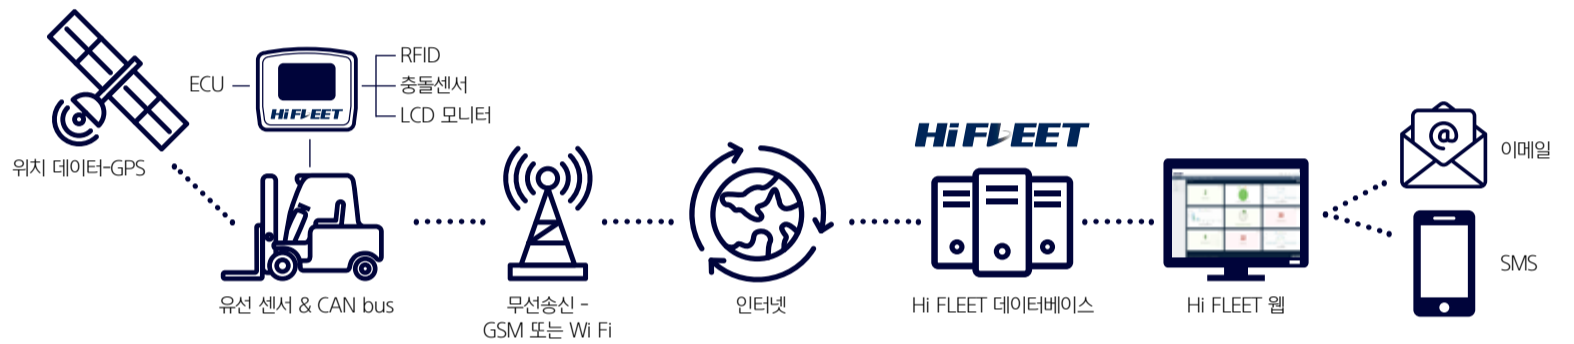 위치 데이터-GPS
ECU
HiFLEET
RFID
충돌센서
LCD 모니터
유선 센서 & CAN bus
무선송신 -
GSM 또는 Wi Fi
인터넷
HiFLEET
Hi FLEET 데이터베이스
Hi FLEET 웹
@
이메일
SMS